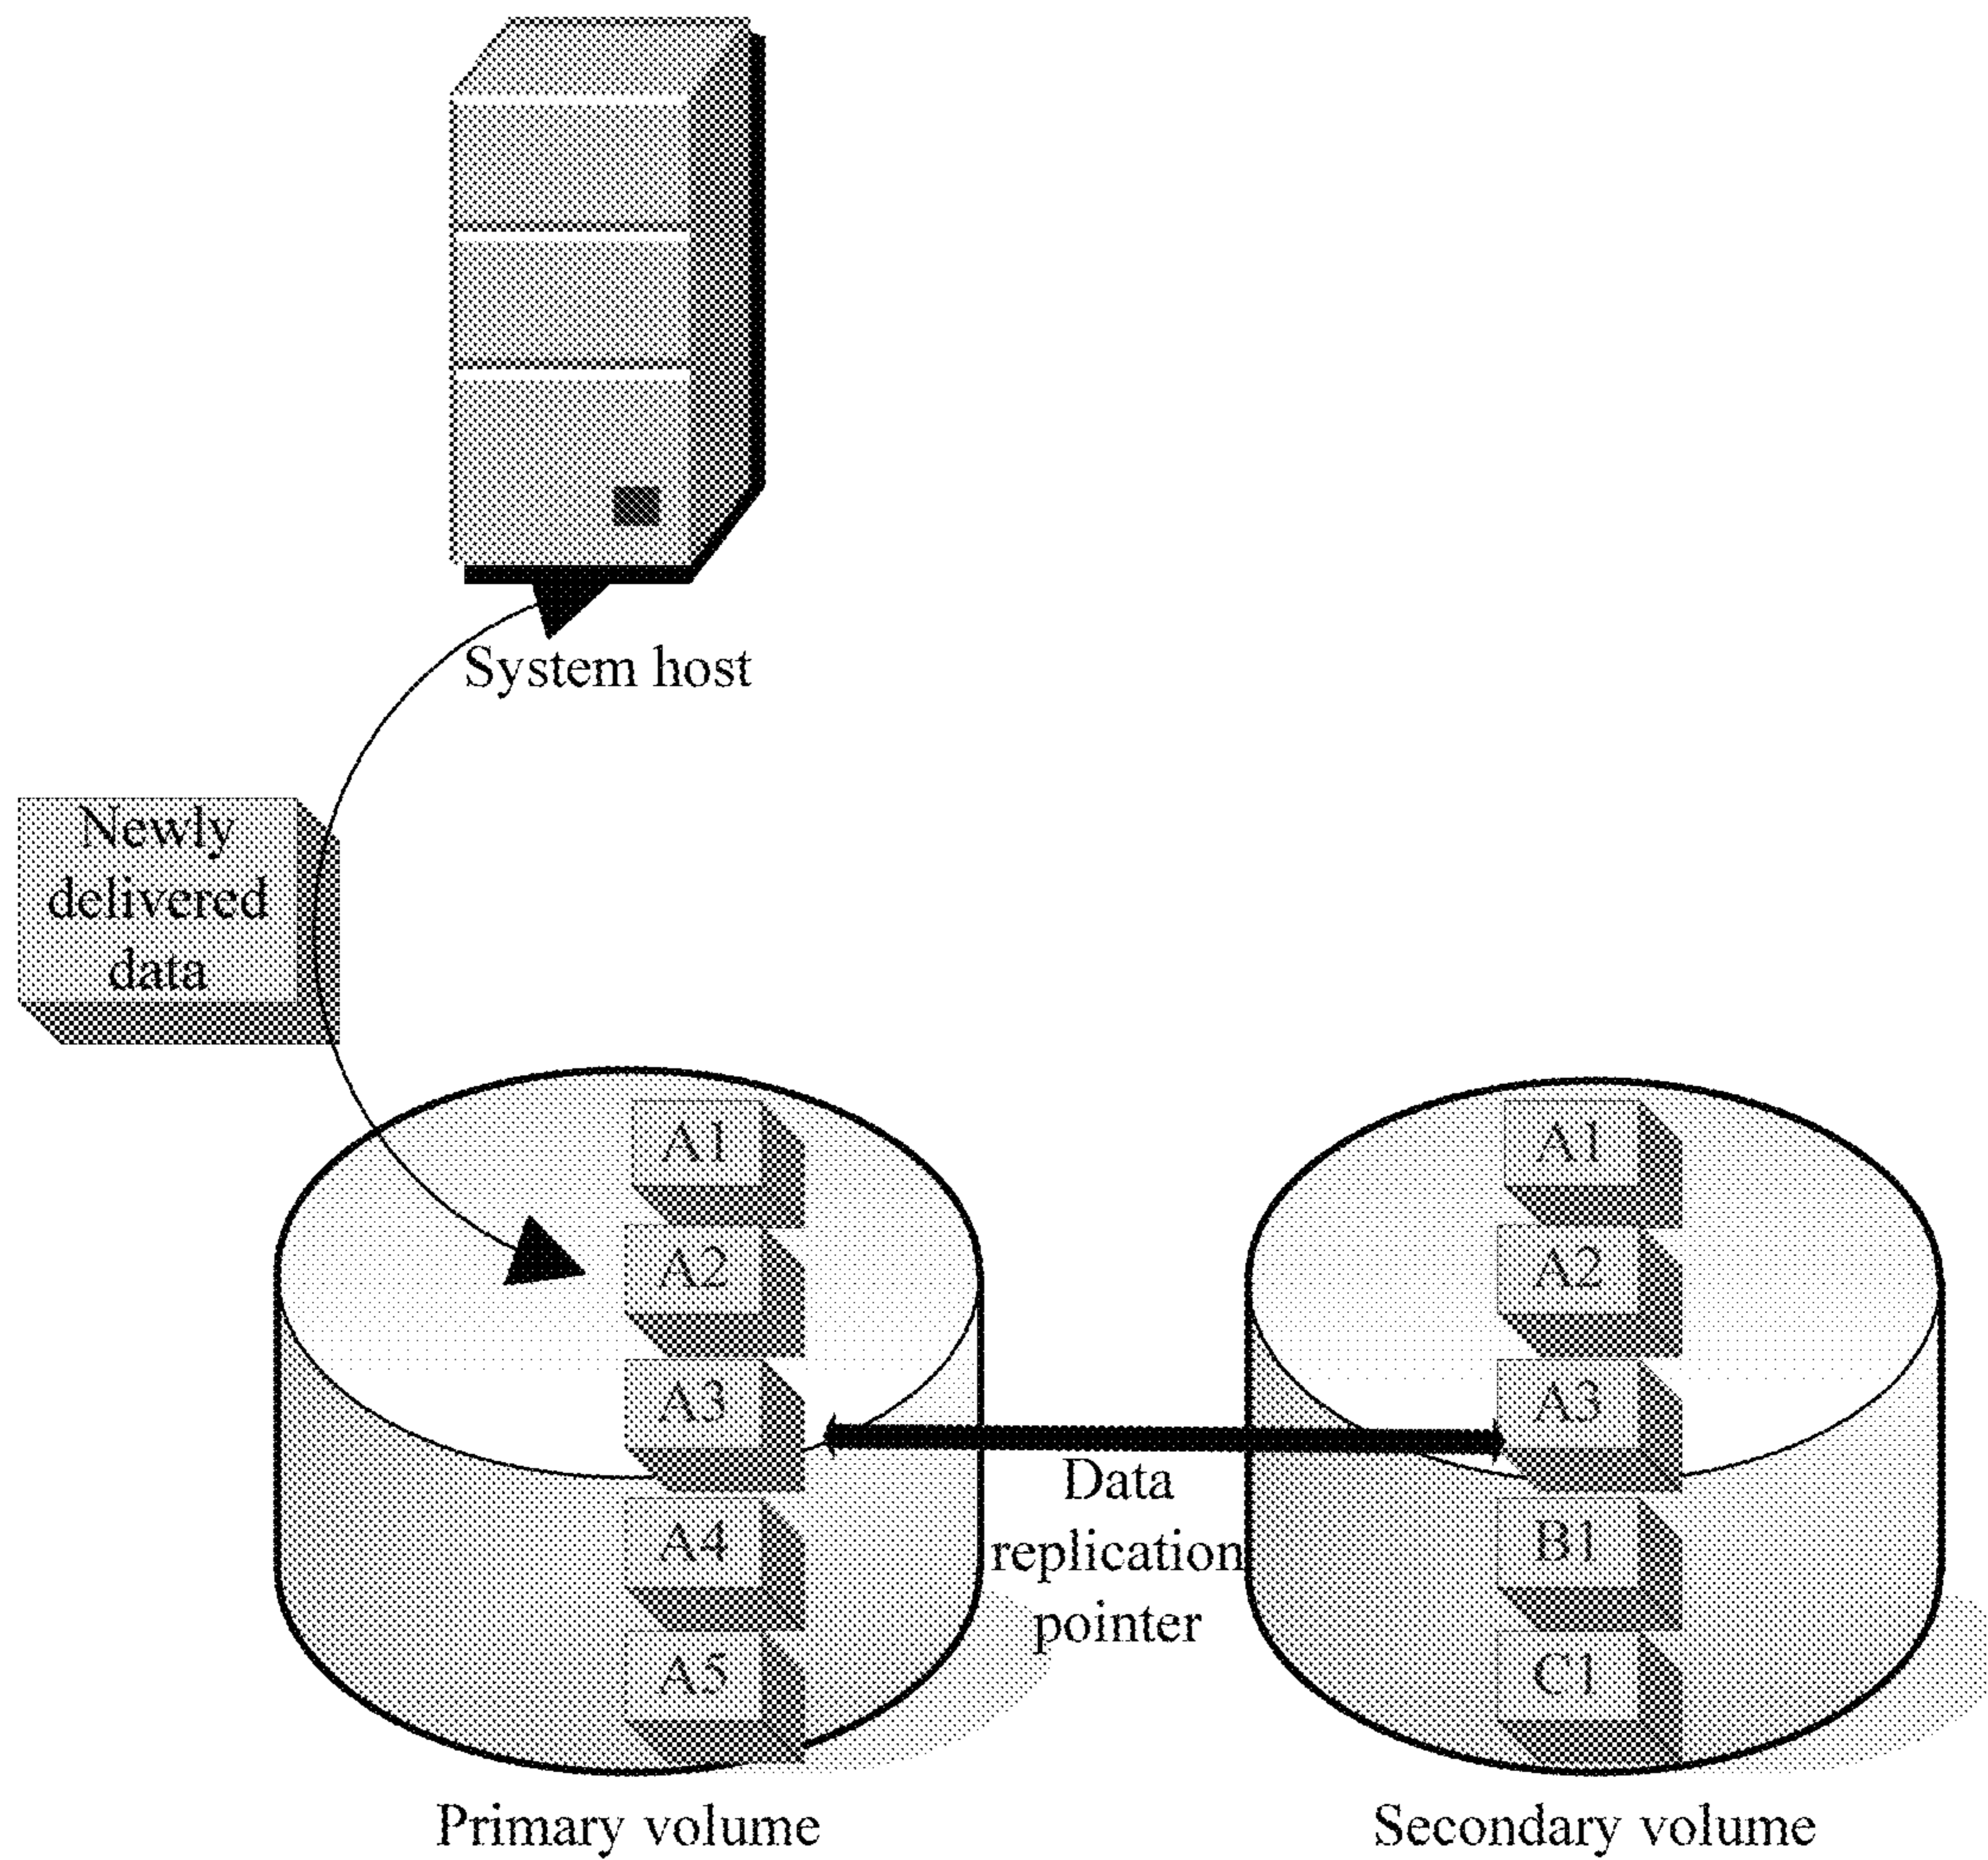 System host
Newly
delivered
data
A1
A2
A3
A4
A5
A1
A2
A3
B1
C1
Data
replication
pointer
Primary volume
Secondary volume